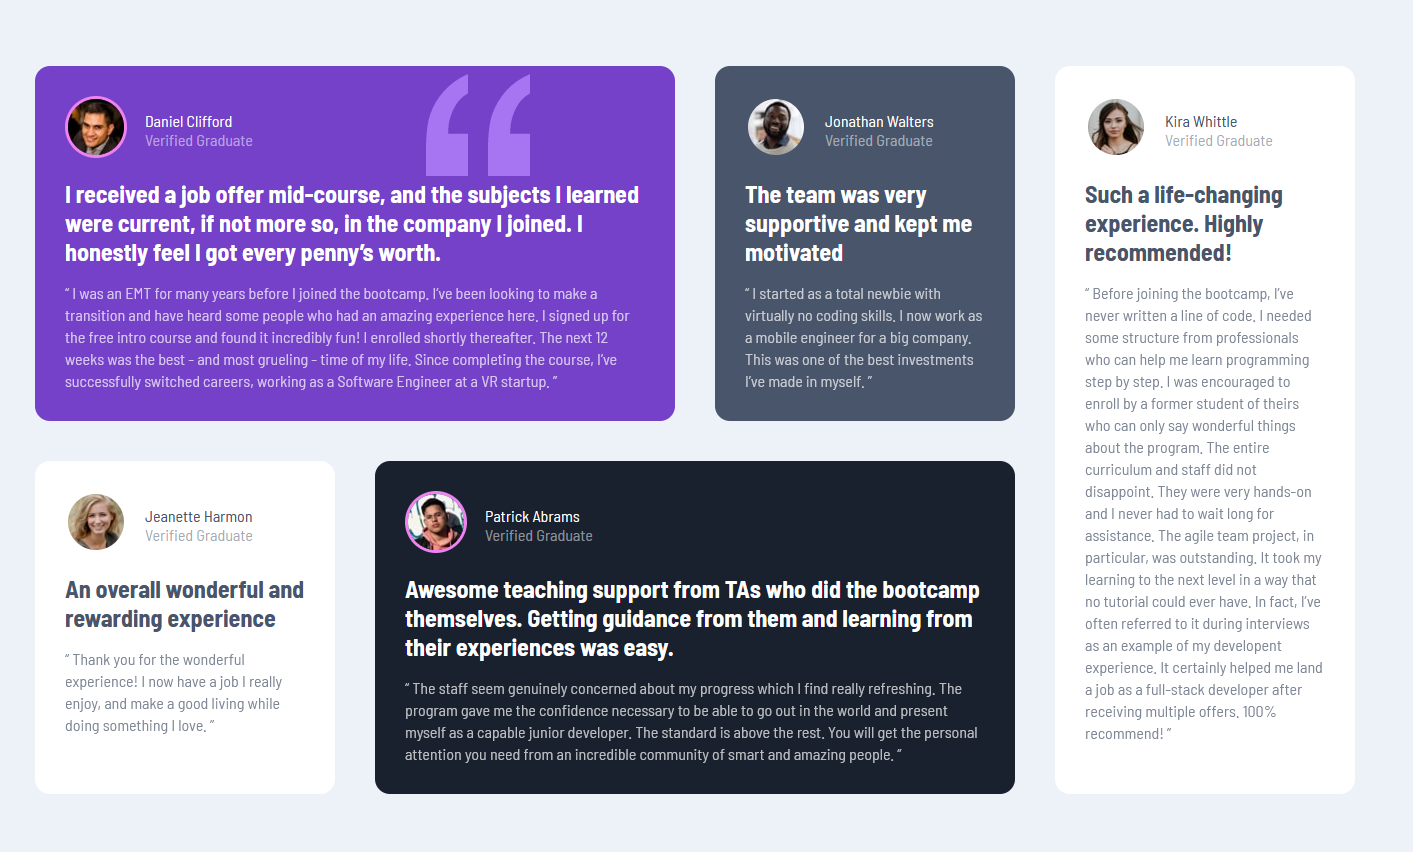 Daniel Clifford
Verified Graduate
I received a job offer mid-course, and the subjects I learned
were current, if not more so, in the company I joined. I
honestly feel I got every penny’s worth.
“ I was an EMT for many years before I joined the bootcamp. I’ve been looking to make a
transition and have heard some people who had an amazing experience here. I signed up for
the free intro course and found it incredibly fun! I enrolled shortly thereafter. The next 12
weeks was the best - and most grueling - time of my life. Since completing the course, I’ve
successfully switched careers, working as a Software Engineer at a VR startup. ”
Jonathan Walters
Verified Graduate
The team was very
supportive and kept me
motivated
“ I started as a total newbie with
virtually no coding skills. I now work as
a mobile engineer for a big company.
This was one of the best investments
I’ve made in myself. ”
Kira Whittle
Verified Graduate
Such a life-changing
experience. Highly
recommended!
“ Before joining the bootcamp, I’ve
never written a line of code. I needed
some structure from professionals
who can help me learn programming
step by step. I was encouraged to
enroll by a former student of theirs
who can only say wonderful things
about the program. The entire
curriculum and staff did not
disappoint. They were very hands-on
and I never had to wait long for
assistance. The agile team project, in
particular, was outstanding. It took my
learning to the next level in a way that
no tutorial could ever have. In fact, I’ve
often referred to it during interviews
as an example of my developent
experience. It certainly helped me land
a job as a full-stack developer after
receiving multiple offers. 100%
recommend! ”
Jeanette Harmon
Verified Graduate
An overall wonderful and
rewarding experience
“ Thank you for the wonderful
experience! I now have a job I really
enjoy, and make a good living while
doing something I love. ”
Patrick Abrams
Verified Graduate
Awesome teaching support from TAs who did the bootcamp
themselves. Getting guidance from them and learning from
their experiences was easy.
“ The staff seem genuinely concerned about my progress which I find really refreshing. The
program gave me the confidence necessary to be able to go out in the world and present
myself as a capable junior developer. The standard is above the rest. You will get the personal
attention you need from an incredible community of smart and amazing people. ”